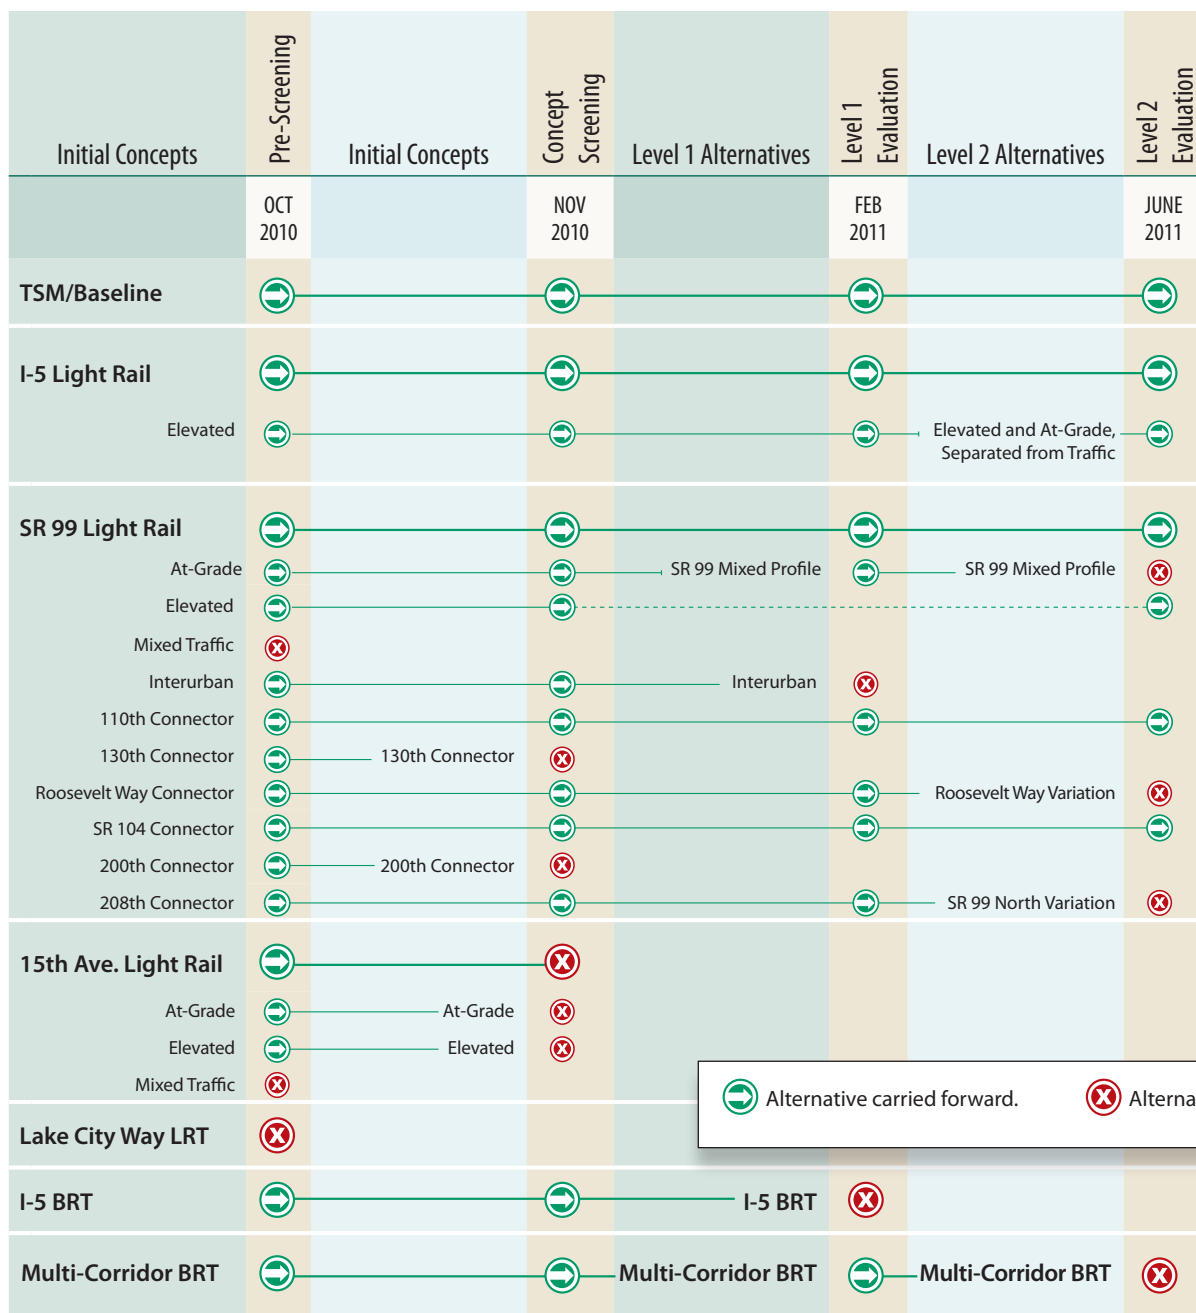 Initial Concepts
Pre-Screening
Initial Concepts
Concept
Screening
Level 1 Alternatives
Level 1
Evaluation
Level 2 Alternatives
Level 2
Evaluation
OCT
2010
NOV
2010
FEB
2011
JUNE
2011
TSM/Baseline
I-5 Light Rail
Elevated
Elevated and At-Grade,
Separated from Traffic
SR 99 Light Rail
At-Grade
SR 99 Mixed Profile
SR 99 Mixed Profile
Elevated
Mixed Traffic
Interurban
Interurban
110th Connector
130th Connector
130th Connector
Roosevelt Way Connector
Roosevelt Way Variation
SR 104 Connector
200th Connector
200th Connector
208th Connector
SR 99 North Variation
15th Ave. Light Rail
At-Grade
At-Grade
Elevated
Elevated
Mixed Traffic
Alternative carried forward.
Alterna
Lake City Way LRT
I-5 BRT
I-5 BRT
Multi-Corridor BRT
Multi-Corridor BRT
Multi-Corridor BRT